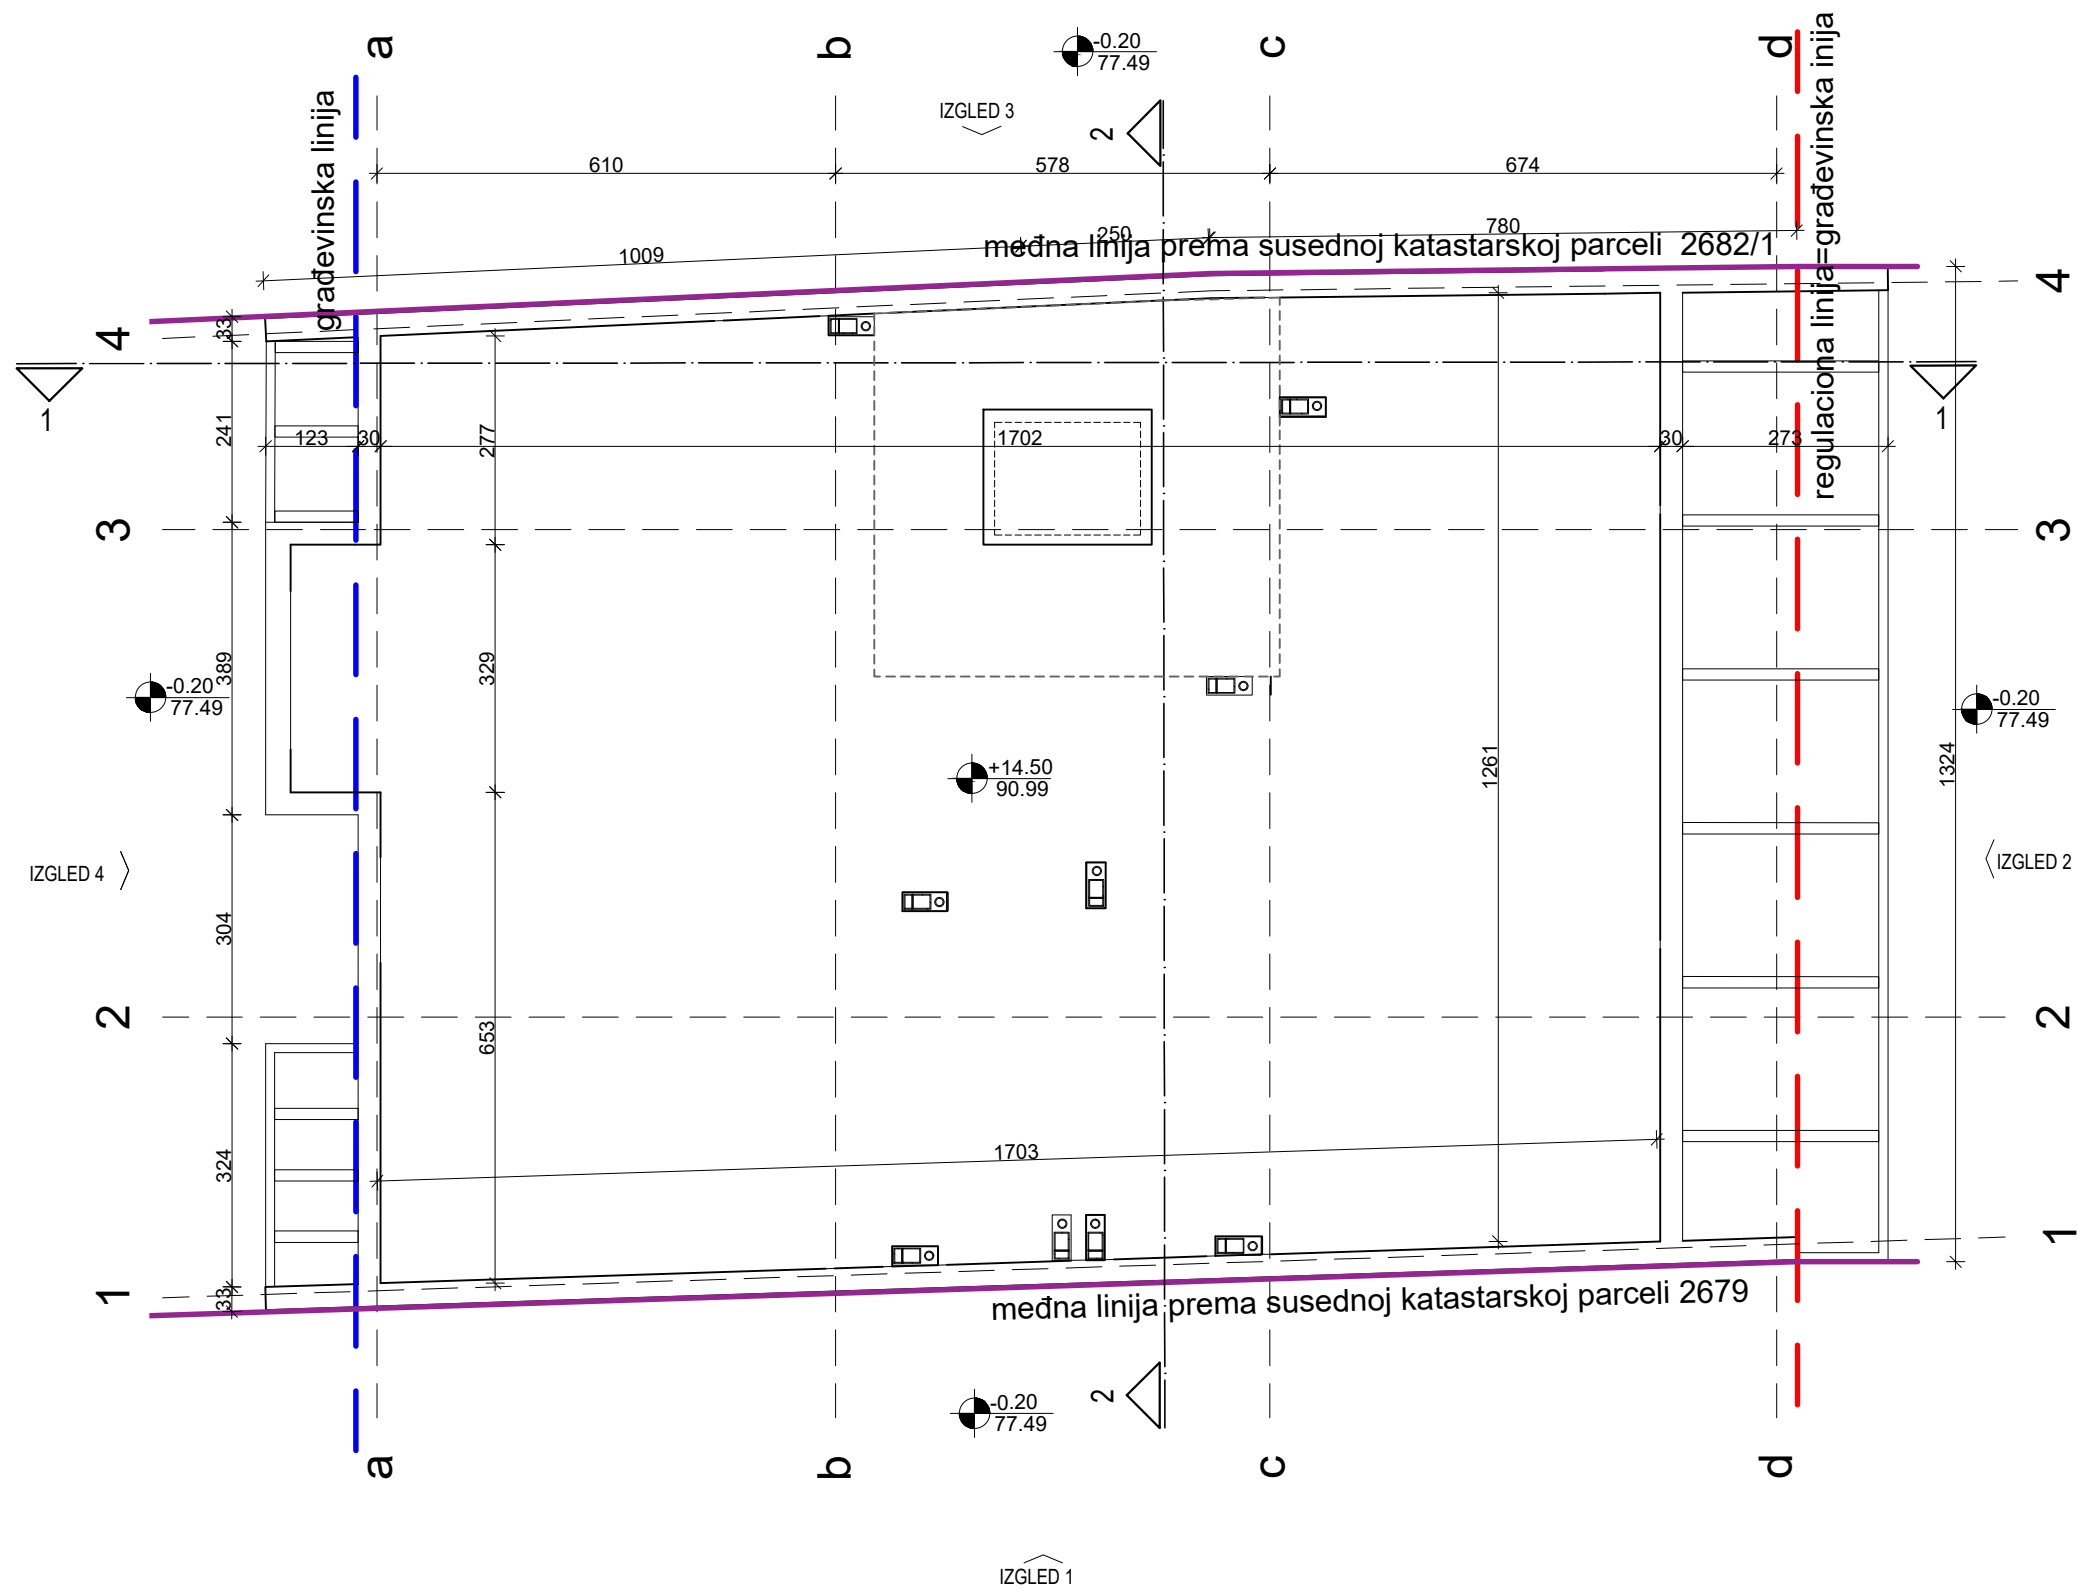 a
b
c
d
-0.20
77.49
IZGLED 3
2
građevinska linija
regulaciona linija=građevinska inija
610
578
674
1009
250
780
međna linija prema susednoj katastarskoj parceli 2682/1
4
4
33
1
1
241
123
30
277
1702
30
273
3
3
389
329
-0.20
77.49
-0.20
77.49
1261
1324
+14.50
90.99
IZGLED 4
IZGLED 2
304
2
2
653
324
1703
33
1
1
međna linija prema susednoj katastarskoj parceli 2679
2
-0.20
77.49
a
b
c
d
IZGLED 1